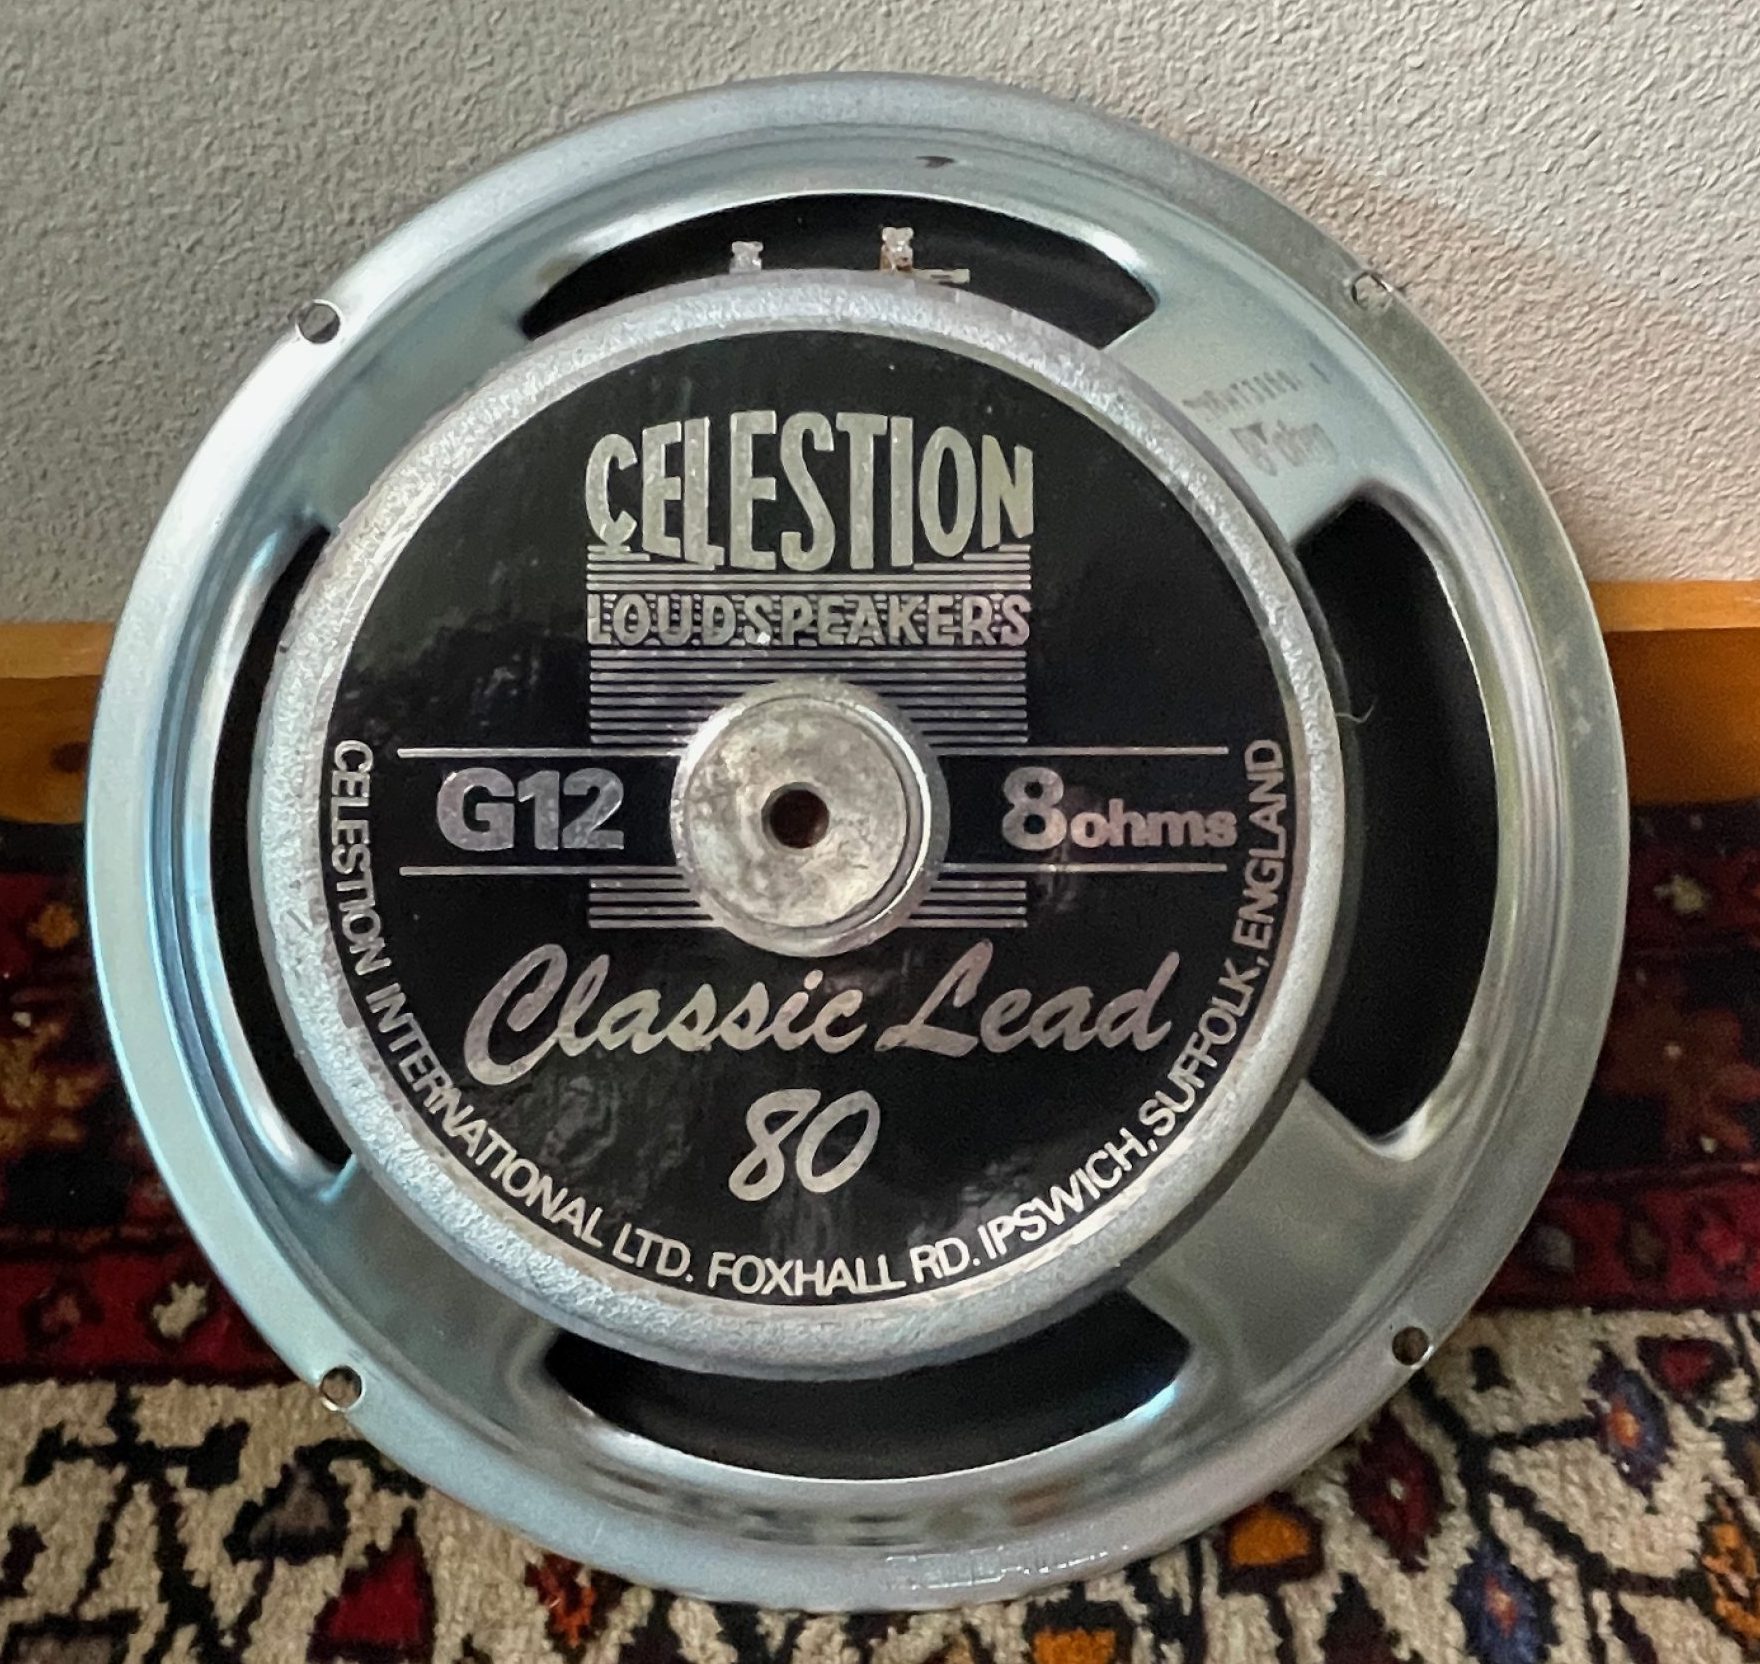 CELESTION
LOUDSPEAKERS
G12
8ohms
Classic Lead
80
CELESTION INTERNATIONAL LTD. FOXHALL RD. IPSWICH, SUFFOLK, ENGLAND